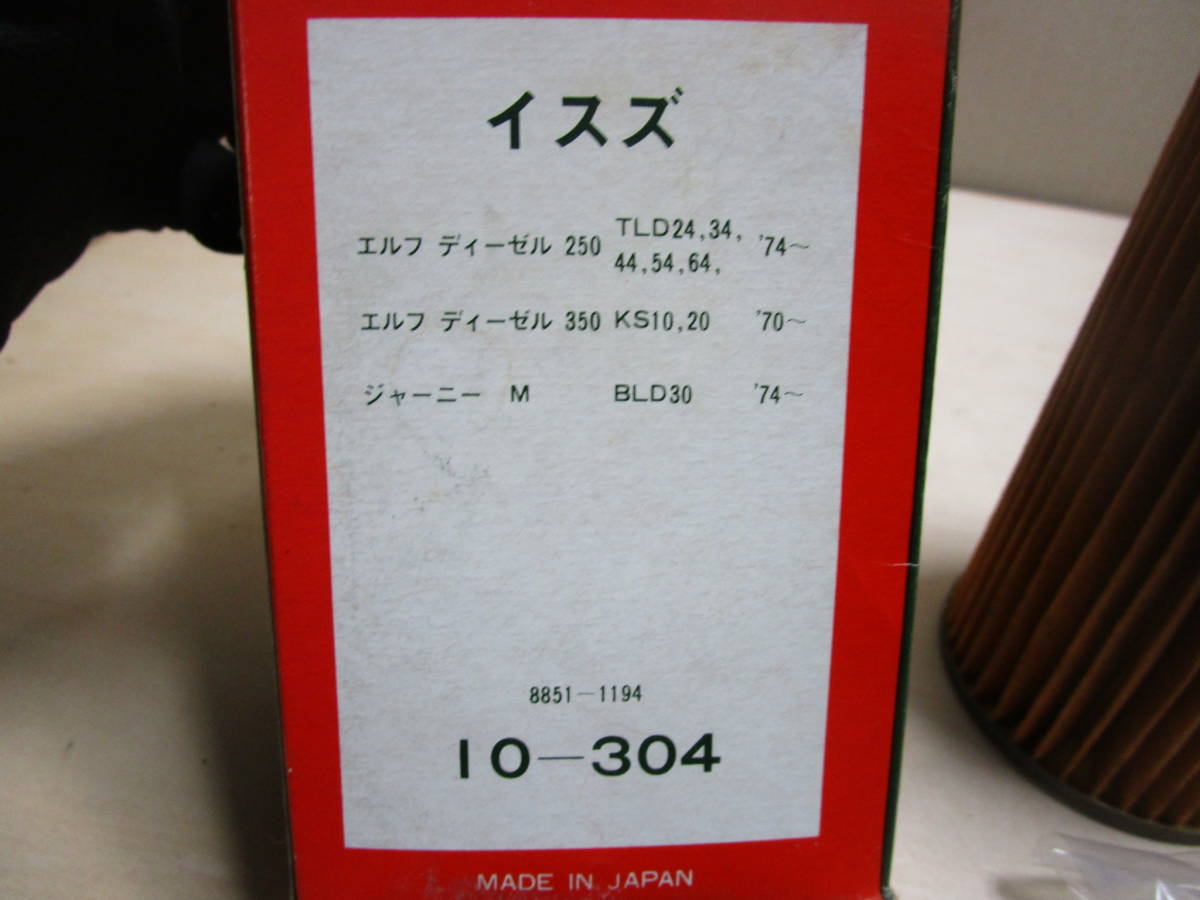 イスズ
エルフ ディーゼル 250 TLD24,34, '74～
44,54,64,
エルフ ディーゼル 350 KS10,20 '70～
ジャーニー M BLD30 '74～
8851－1194
10－304
MADE IN JAPAN